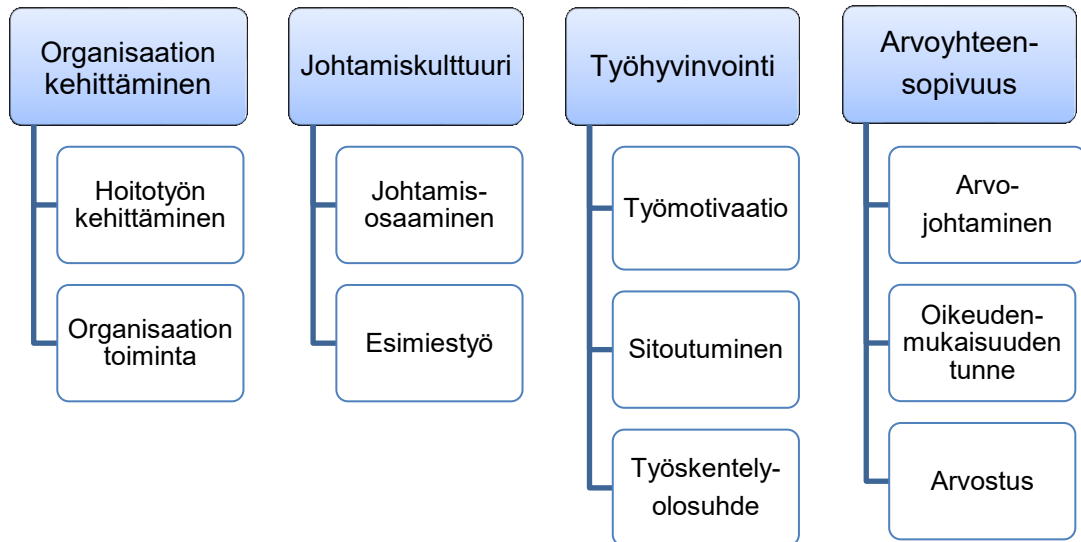 Organisaation
kehittäminen
Hoitotyön
kehittäminen
Organisaation
toiminta
Johtamiskulttuuri
Johtamis-
osaaminen
Esimiestyö
Työhyvinvointi
Työmotivaatio
Sitoutuminen
Työskentely-
olosuhde
Arvoyhteen-
sopivuus
Arvo-
johtaminen
Oikeuden-
mukaisuuden
tunne
Arvostus